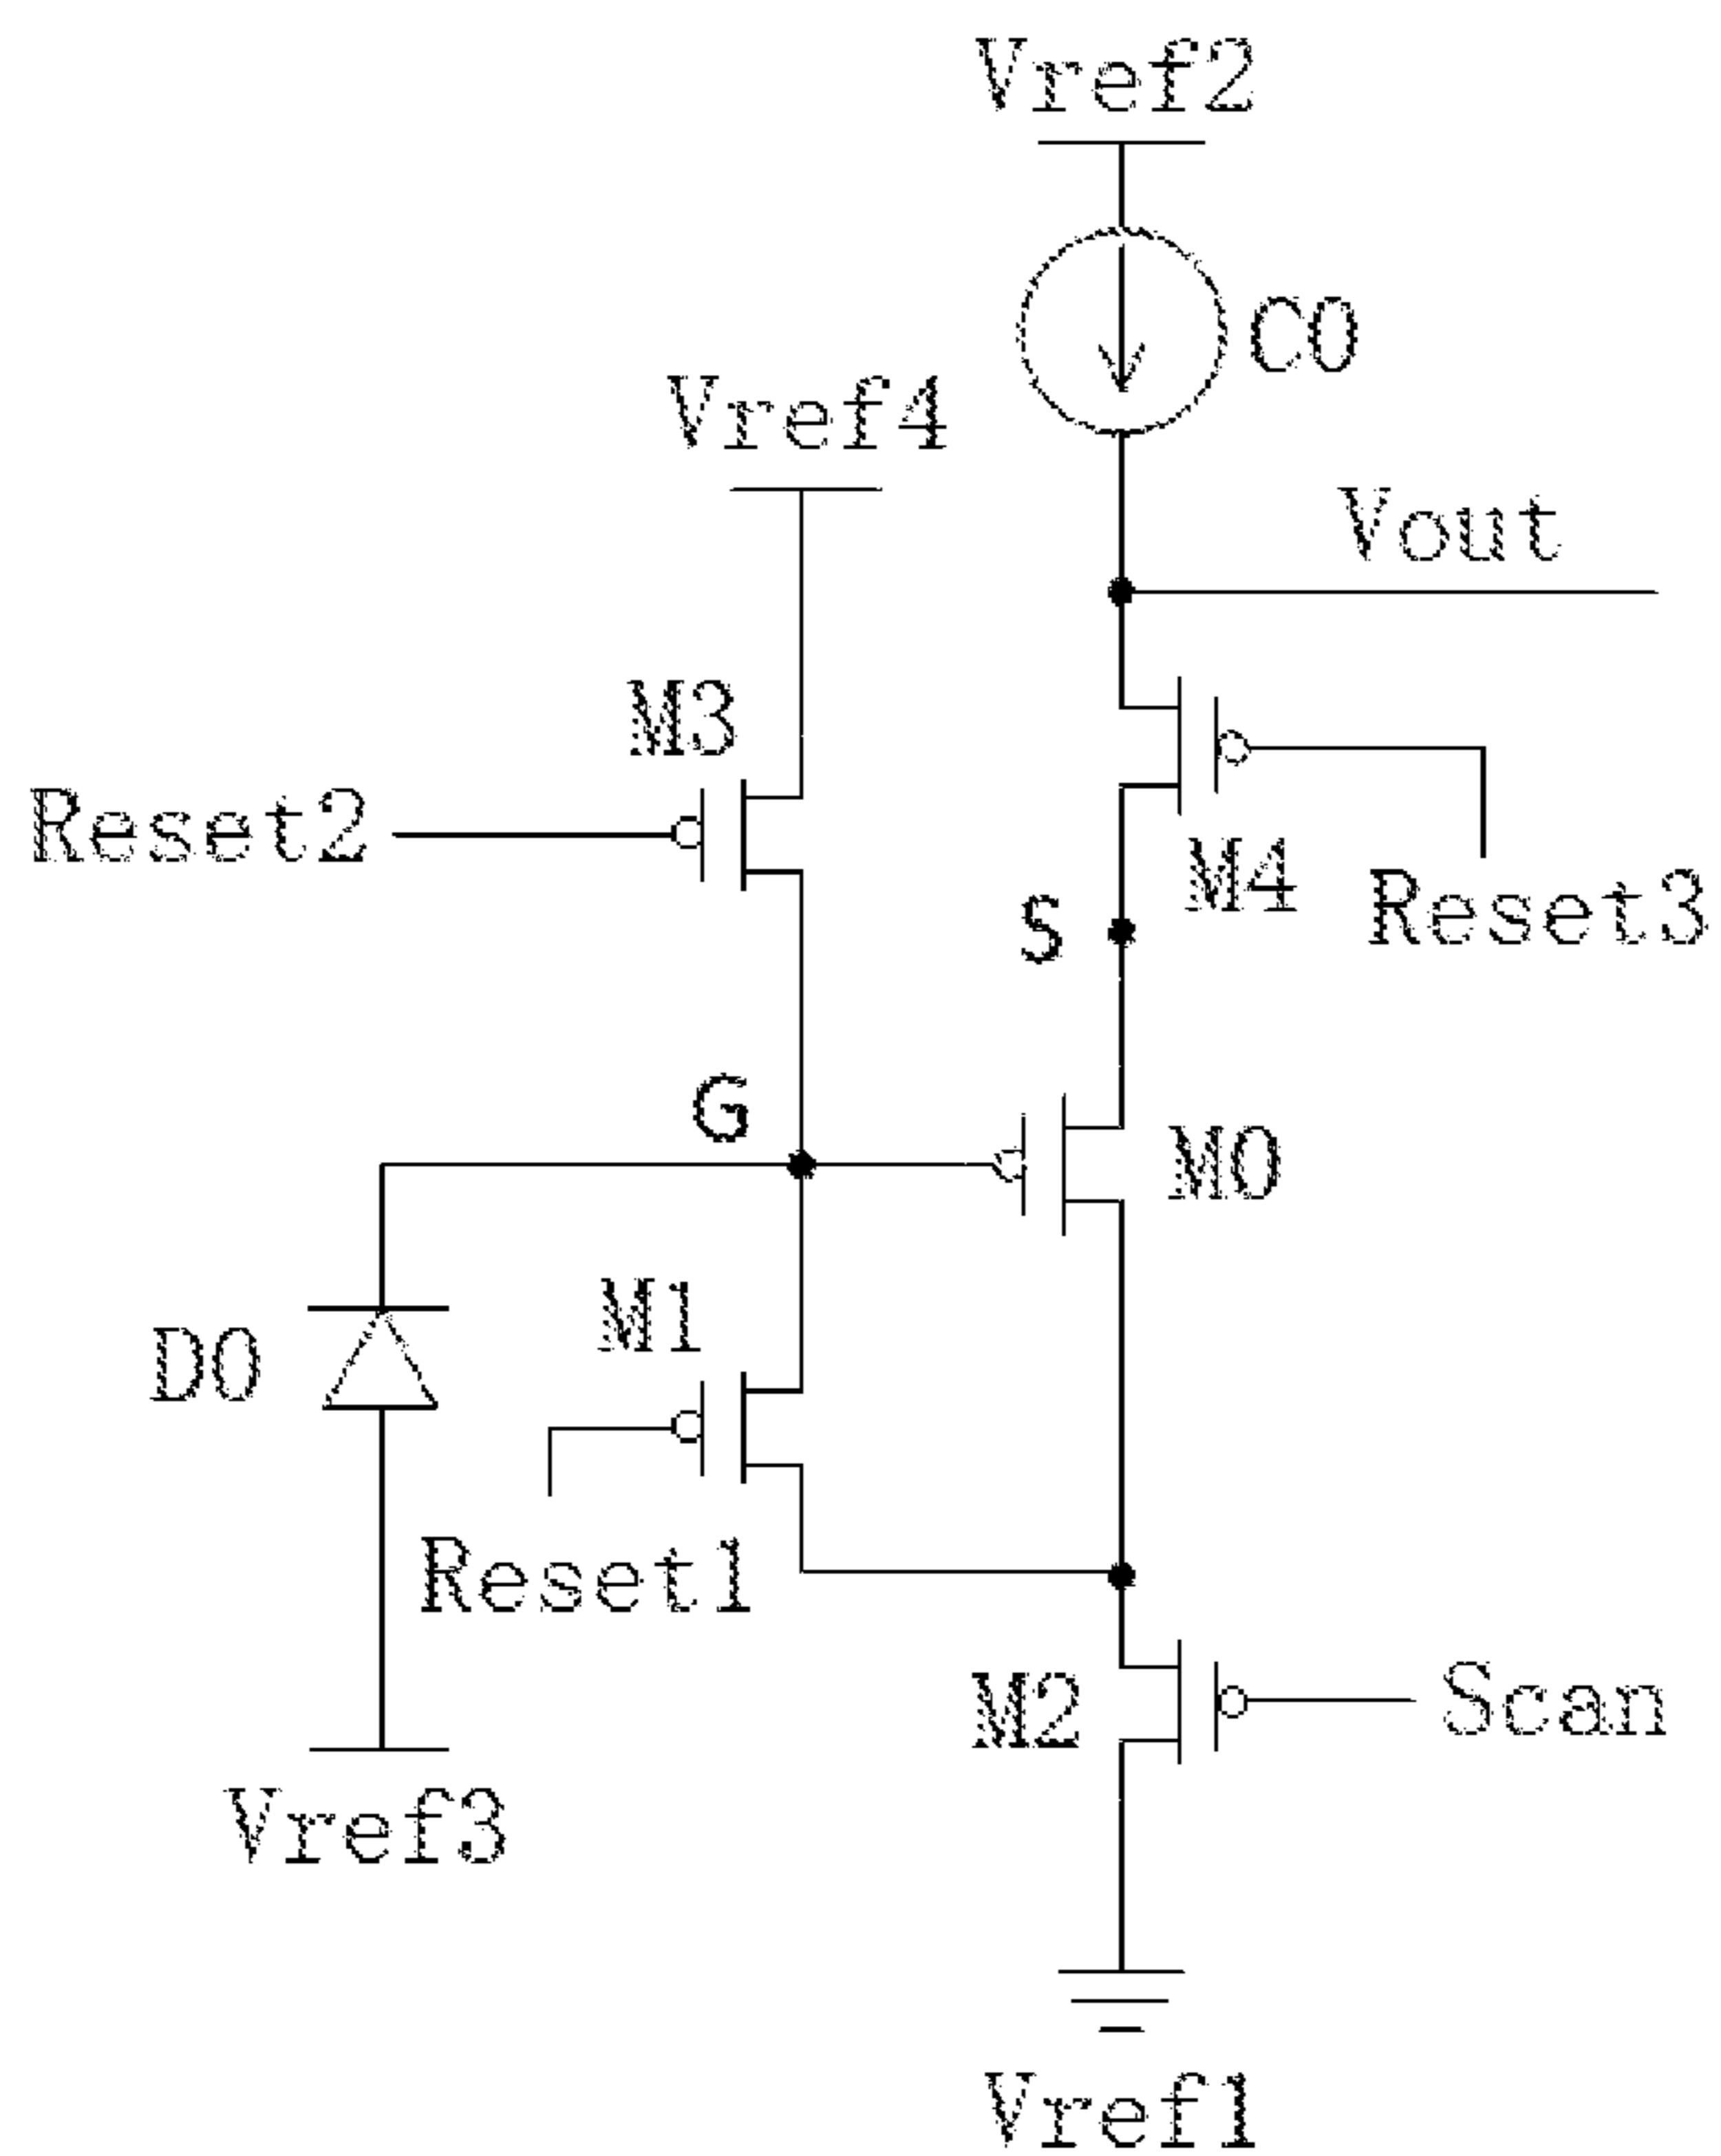 Vref2
C0
Vref4
Vout
M3
Reset2
M4
Reset3
S
G
M0
M1
D0
Reset1
M2
Scan
Vref3
Vref1